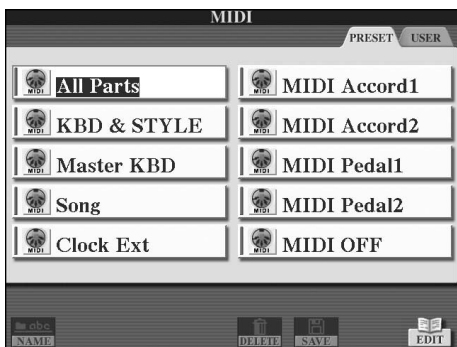 MIDI
PRESET USER
All Parts
KBD & STYLE
Master KBD
Song
Clock Ext
MIDI Accord1
MIDI Accord2
MIDI Pedal1
MIDI Pedal2
MIDI OFF
abc
NAME DELETE SAVE EDIT